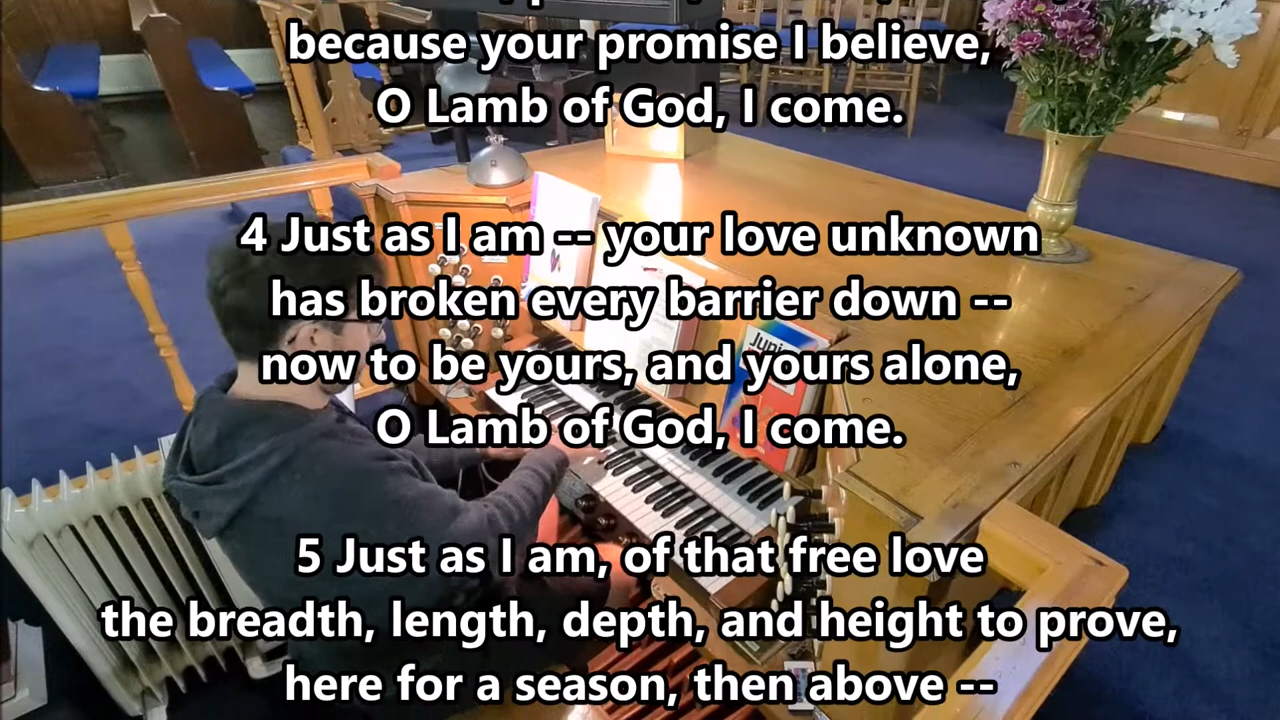 because your promise I believe,
O Lamb of God, I come.
4 Just as I am -- your love unknown
has broken every barrier down --
now to be yours, and yours alone,
O Lamb of God, I come.
5 Just as I am, of that free love
the breadth, length, depth, and height to prove,
here for a season, then above --